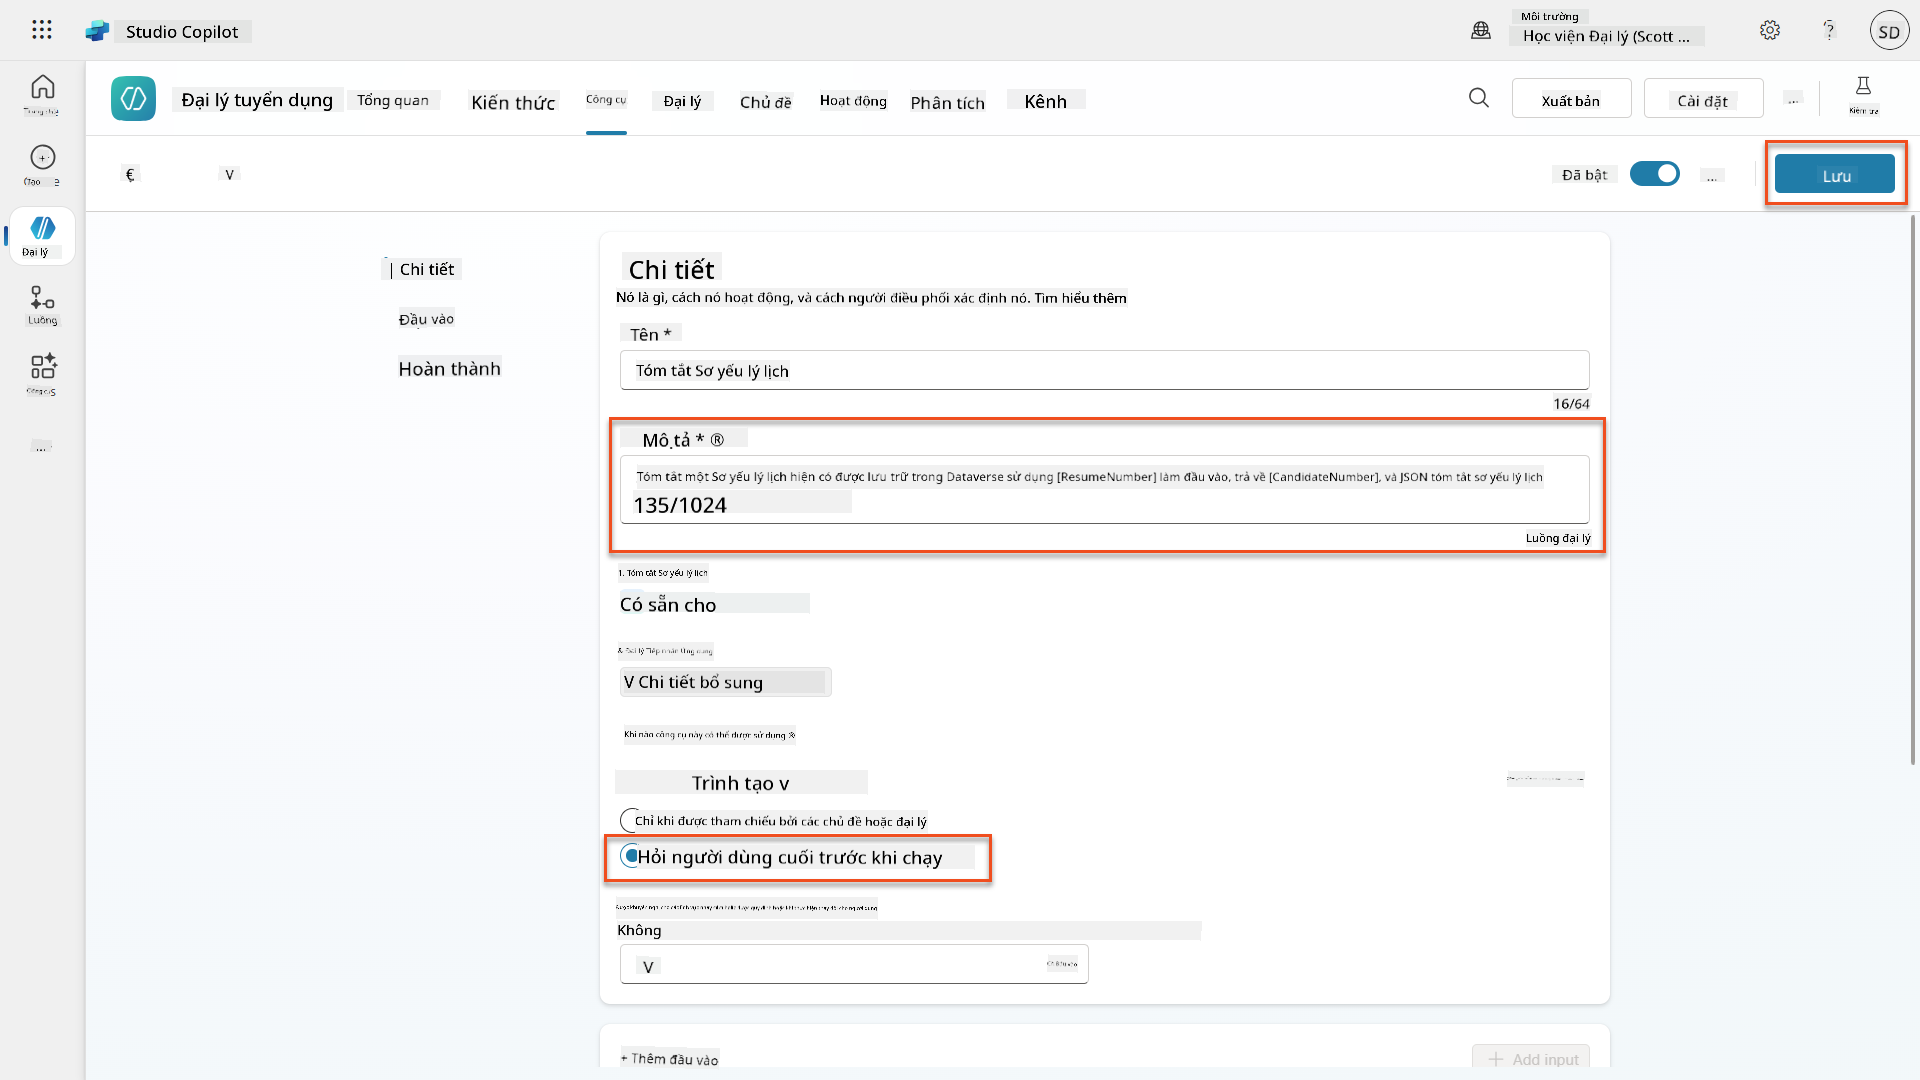 Studio Copilot
Môi trường
Học viện Đại lý (Scott ...
?
SD
Đại lý tuyển dụng
Tổng quan
Kiến thức
Công cụ
Đại lý
Chủ đề
Hoạt động
Phân tích
Kênh
Xuất bản
Cài đặt
...
Kiểm tra
Trang chủ
Đại lý
Luồng
...
€
V
Đã bật
...
Lưu
| Chi tiết
Đầu vào
Hoàn thành
Chi tiết
Nó là gì, cách nó hoạt động, và cách người điều phối xác định nó. Tìm hiểu thêm
Tên *
Tóm tắt Sơ yếu lý lịch
16/64
Mô tả * ®
Tóm tắt một Sơ yếu lý lịch hiện có được lưu trữ trong Dataverse sử dụng [ResumeNumber] làm đầu vào, trả về [CandidateNumber], và JSON tóm tắt sơ yếu lý lịch
135/1024
Luồng đại lý
1. Tóm tắt Sơ yếu lý lịch
Có sẵn cho
& Đại lý Tiếp nhận Ứng dụng
V Chi tiết bổ sung
Khi nào công cụ này có thể được sử dụng ®
Trình tạo v
Chỉ khi được tham chiếu bởi các chủ đề hoặc đại lý
Hỏi người dùng cuối trước khi chạy
Không
V
+ Thêm đầu vào
Add input